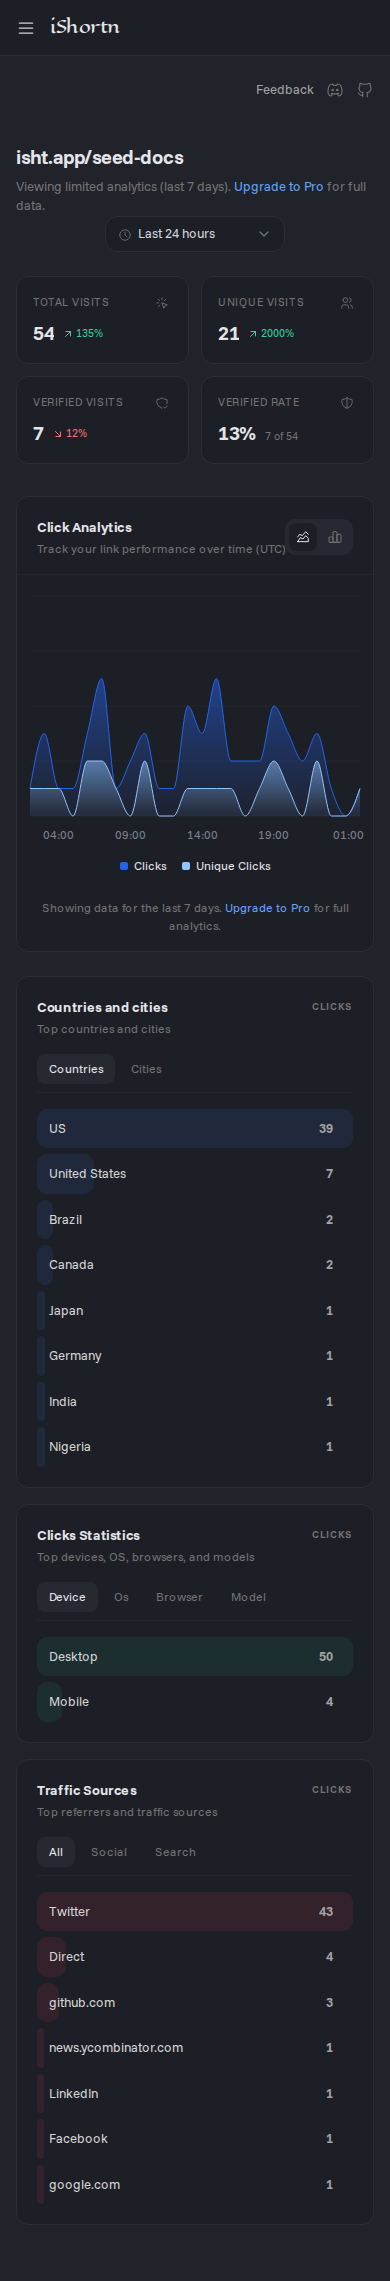 iShortn
Feedback
isht.app/seed-docs
Viewing limited analytics (last 7 days). Upgrade to Pro for full
data.
Last 24 hours
TOTAL VISITS
54 135%
UNIQUE VISITS
21 2000%
VERIFIED VISITS
7 12%
VERIFIED RATE
13% 7 of 54
Click Analytics
Track your link performance over time (UTC)
04:00 09:00 14:00 19:00 01:00
Clicks Unique Clicks
Showing data for the last 7 days. Upgrade to Pro for full
analytics.
Countries and cities CLICKS
Top countries and cities
Countries Cities
US 39
United States 7
Brazil 2
Canada 2
Japan 1
Germany 1
India 1
Nigeria 1
Clicks Statistics CLICKS
Top devices, OS, browsers, and models
Device Os Browser Model
Desktop 50
Mobile 4
Traffic Sources CLICKS
Top referrers and traffic sources
All Social Search
Twitter 43
Direct 4
github.com 3
news.ycombinator.com 1
LinkedIn 1
Facebook 1
google.com 1